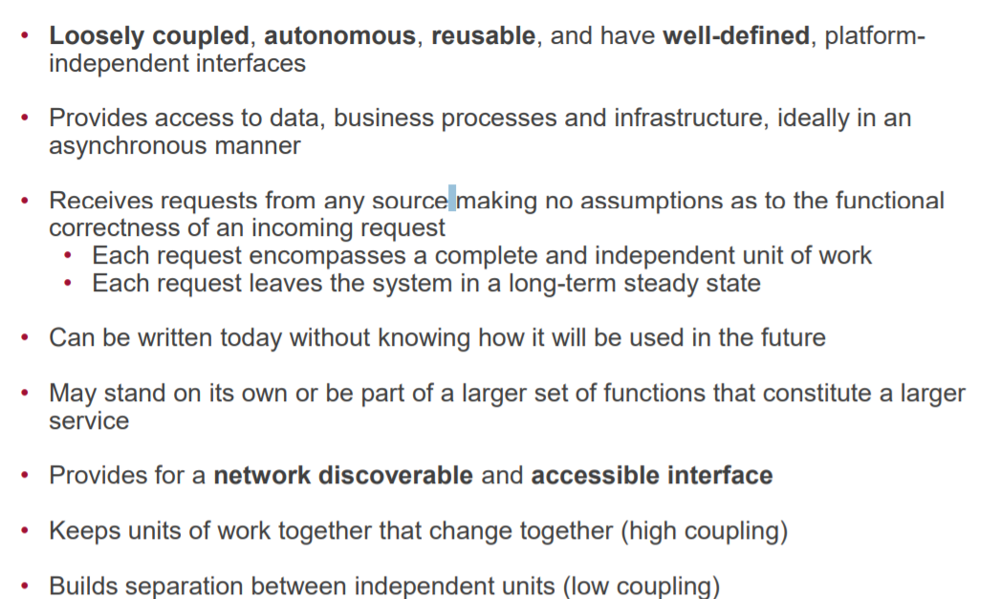 • Loosely coupled, autonomous, reusable, and have well-defined, platform-
independent interfaces
• Provides access to data, business processes and infrastructure, ideally in an
asynchronous manner
• Receives requests from any source making no assumptions as to the functional
correctness of an incoming request
• Each request encompasses a complete and independent unit of work
• Each request leaves the system in a long-term steady state
• Can be written today without knowing how it will be used in the future
• May stand on its own or be part of a larger set of functions that constitute a larger
service
• Provides for a network discoverable and accessible interface
• Keeps units of work together that change together (high coupling)
• Builds separation between independent units (low coupling)